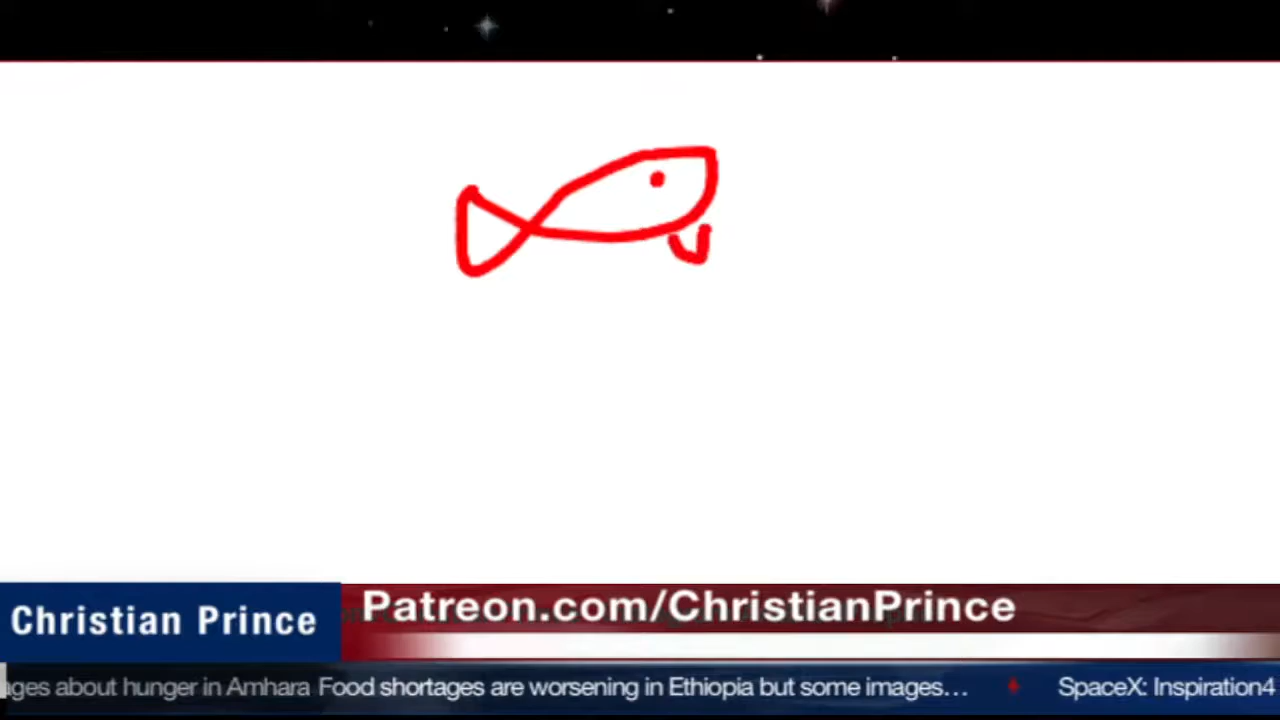 Christian Prince
Patreon.com/ChristianPrince
ages about hunger in Amhara Food shortages are worsening in Ethiopia but some images… SpaceX: Inspiration4